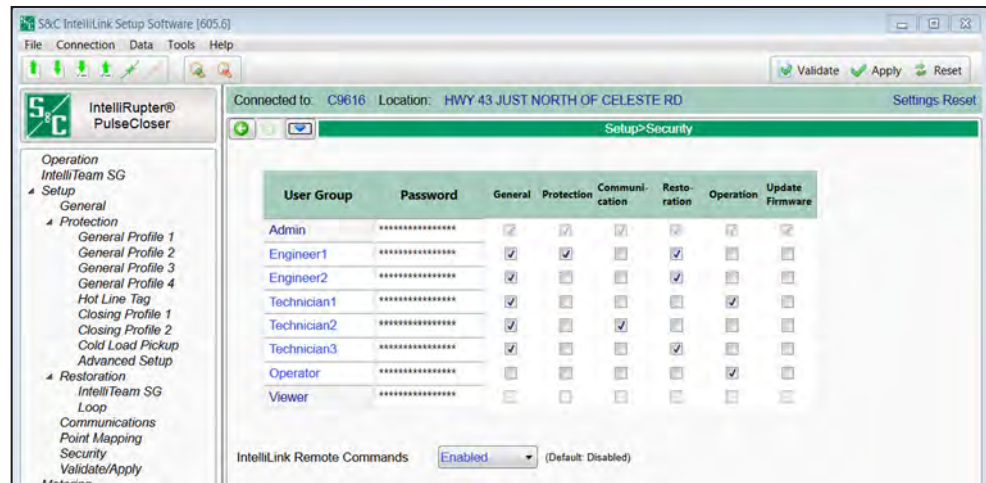 S&C IntelliLink Setup Software [605.6]
File Connection Data Tools Help
Validate Apply Reset
S&C
IntelliRupter®
PulseCloser
Connected to: C9616 Location: HWY 43 JUST NORTH OF CELESTE RD Settings Reset
Setup>Security
Operation
IntelliTeam SG
Setup
General
Protection
General Profile 1
General Profile 2
General Profile 3
General Profile 4
Hot Line Tag
Closing Profile 1
Closing Profile 2
Cold Load Pickup
Advanced Setup
Restoration
IntelliTeam SG
Loop
Communications
Point Mapping
Security
Validate/Apply
Metering
User Group Password General Protection Communi-cation Resto-ration Operation Update Firmware
Admin ****************
Engineer1 ****************
Engineer2 ****************
Technician1 ****************
Technician2 ****************
Technician3 ****************
Operator ****************
Viewer ****************
IntelliLink Remote Commands Enabled (Default: Disabled)